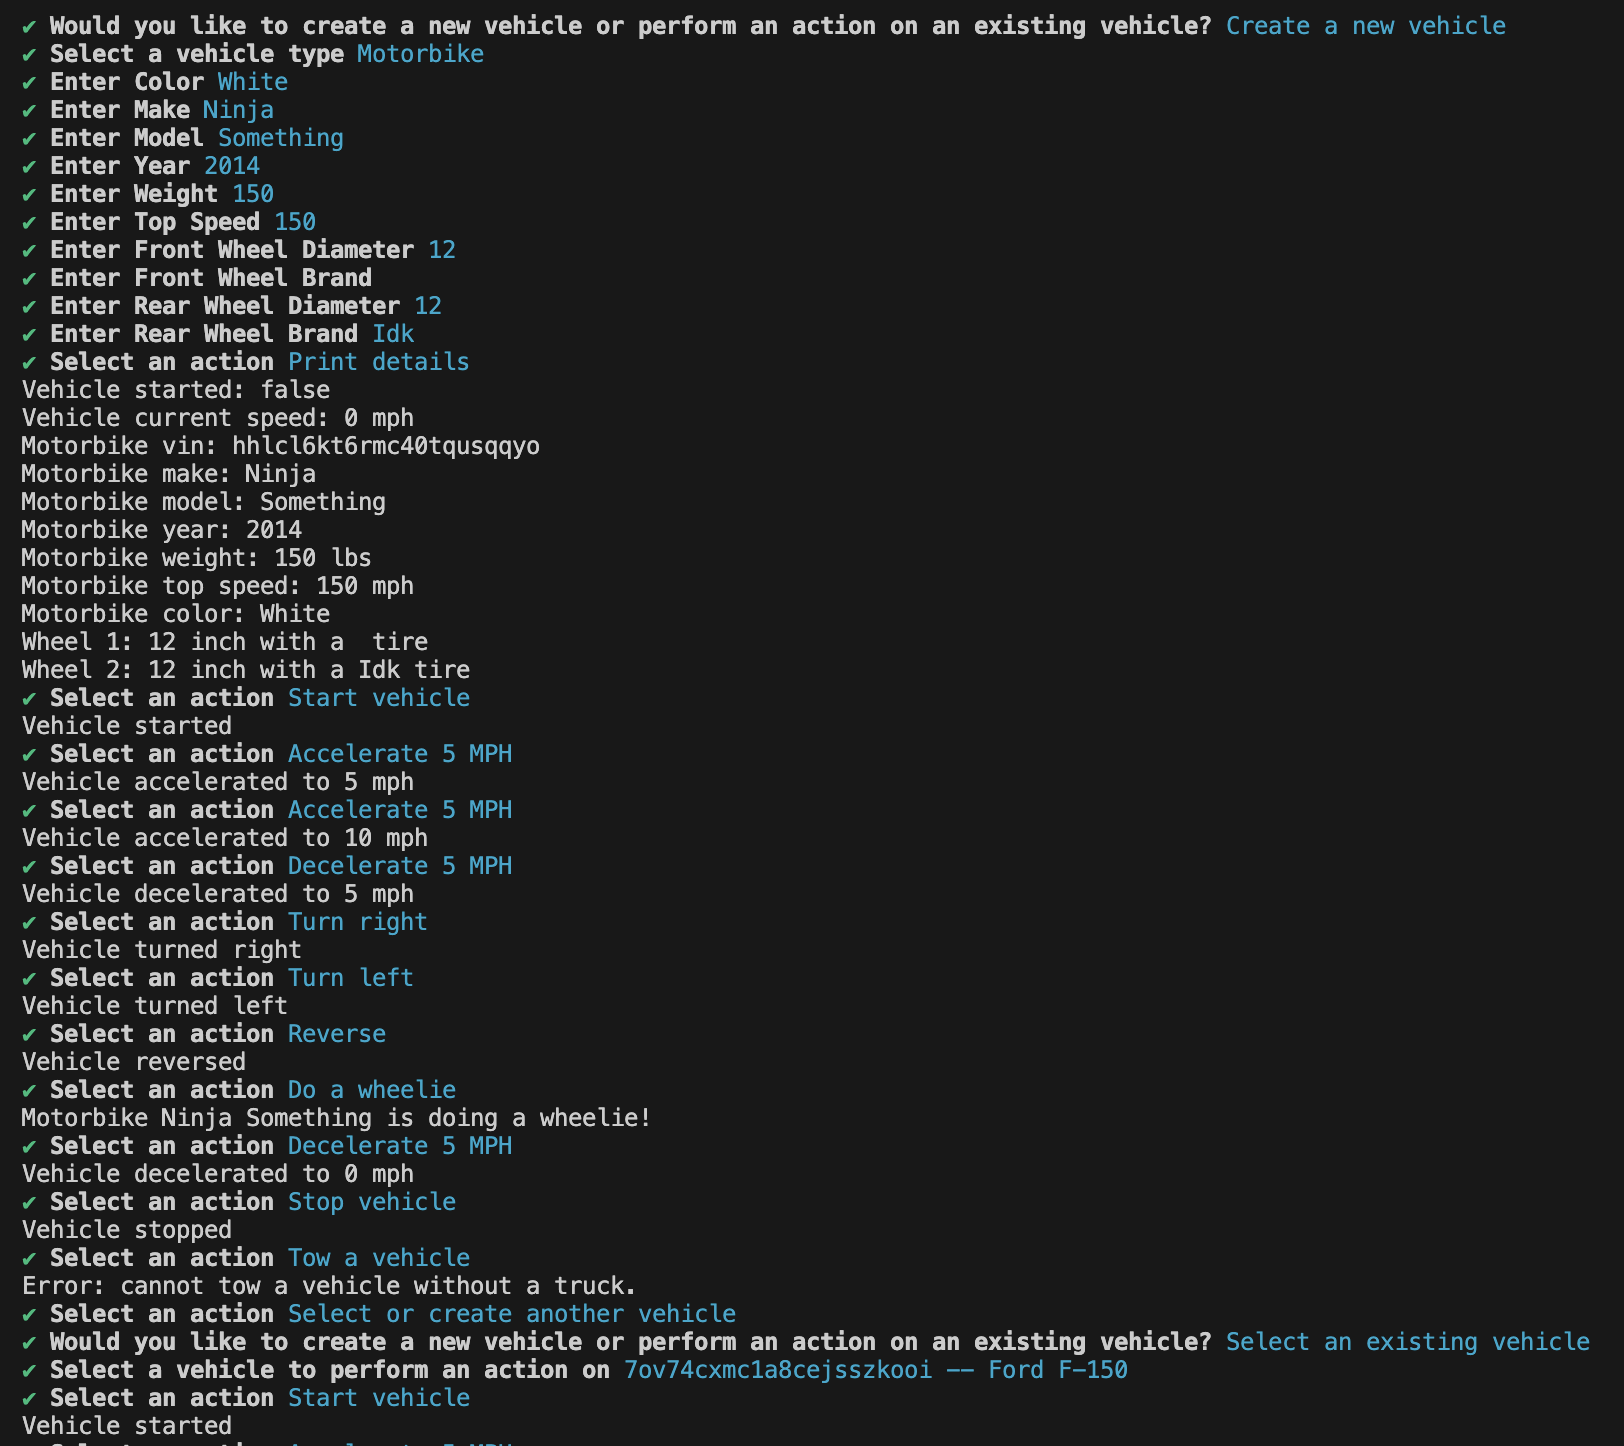 ✔ Would you like to create a new vehicle or perform an action on an existing vehicle? Create a new vehicle
✔ Select a vehicle type Motorbike
✔ Enter Color White
✔ Enter Make Ninja
✔ Enter Model Something
✔ Enter Year 2014
✔ Enter Weight 150
✔ Enter Top Speed 150
✔ Enter Front Wheel Diameter 12
✔ Enter Front Wheel Brand
✔ Enter Rear Wheel Diameter 12
✔ Enter Rear Wheel Brand Idk
✔ Select an action Print details
Vehicle started: false
Vehicle current speed: 0 mph
Motorbike vin: hhlcl6kt6rmc40tqusqqyo
Motorbike make: Ninja
Motorbike model: Something
Motorbike year: 2014
Motorbike weight: 150 lbs
Motorbike top speed: 150 mph
Motorbike color: White
Wheel 1: 12 inch with a  tire
Wheel 2: 12 inch with a Idk tire
✔ Select an action Start vehicle
Vehicle started
✔ Select an action Accelerate 5 MPH
Vehicle accelerated to 5 mph
✔ Select an action Accelerate 5 MPH
Vehicle accelerated to 10 mph
✔ Select an action Decelerate 5 MPH
Vehicle decelerated to 5 mph
✔ Select an action Turn right
Vehicle turned right
✔ Select an action Turn left
Vehicle turned left
✔ Select an action Reverse
Vehicle reversed
✔ Select an action Do a wheelie
Motorbike Ninja Something is doing a wheelie!
✔ Select an action Decelerate 5 MPH
Vehicle decelerated to 0 mph
✔ Select an action Stop vehicle
Vehicle stopped
✔ Select an action Tow a vehicle
Error: cannot tow a vehicle without a truck.
✔ Select an action Select or create another vehicle
✔ Would you like to create a new vehicle or perform an action on an existing vehicle? Select an existing vehicle
✔ Select a vehicle to perform an action on 7ov74cxmc1a8cejsszkooi -- Ford F-150
✔ Select an action Start vehicle
Vehicle started